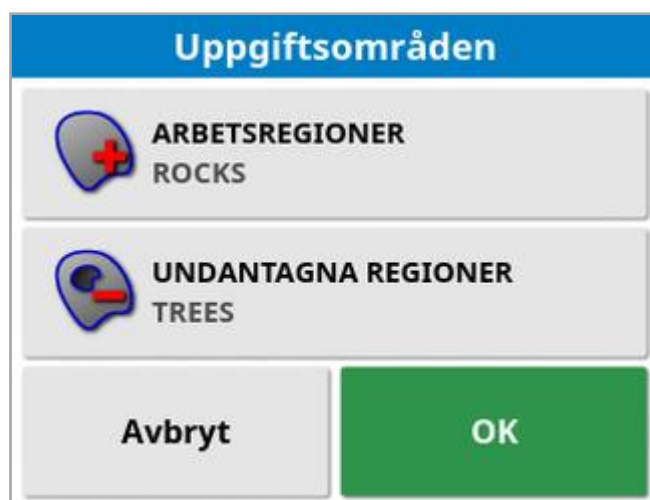 Uppgiftsområden
ARBETSREGIONER
ROCKS
UNDANTAGNA REGIONER
TREES
Avbryt
OK